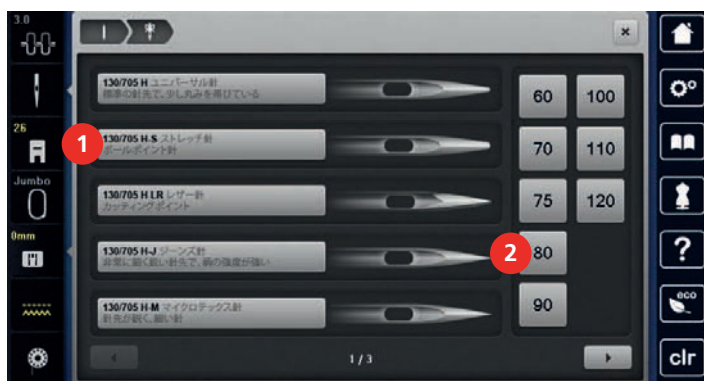 3.0
130/705 H ユニバーサル針
標準の針先で、少し丸みを帯びている
60
100
26
1
130/705 H-S ストレッチ針
ボールポイント針
70
110
Jumbo
130/705 H LR レザー針
カッティングポイント
75
120
0mm
130/705 H-J ジーンズ針
非常に細く鋭い針先で、柄の強度が強い
2
80
?
130/705 H-M マイクロテックス針
針先が鋭く、細い針
90
eco
1/3
clr